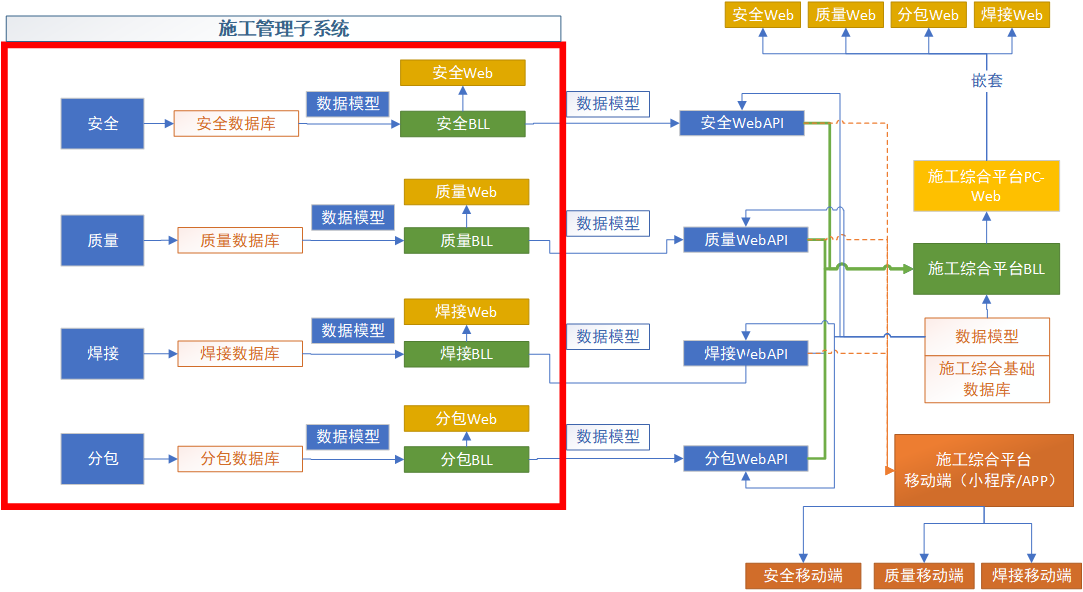 施工管理子系统
安全Web
质量Web
分包Web
焊接Web
嵌套
安全
安全数据库
数据模型
安全Web
安全BLL
数据模型
安全WebAPI
施工综合平台PC-
Web
质量
质量数据库
数据模型
质量Web
质量BLL
数据模型
质量WebAPI
施工综合平台BLL
焊接
焊接数据库
数据模型
焊接Web
焊接BLL
数据模型
焊接WebAPI
数据模型
施工综合基础
数据库
分包
分包数据库
数据模型
分包Web
分包BLL
数据模型
分包WebAPI
施工综合平台
移动端（小程序/APP）
安全移动端
质量移动端
焊接移动端